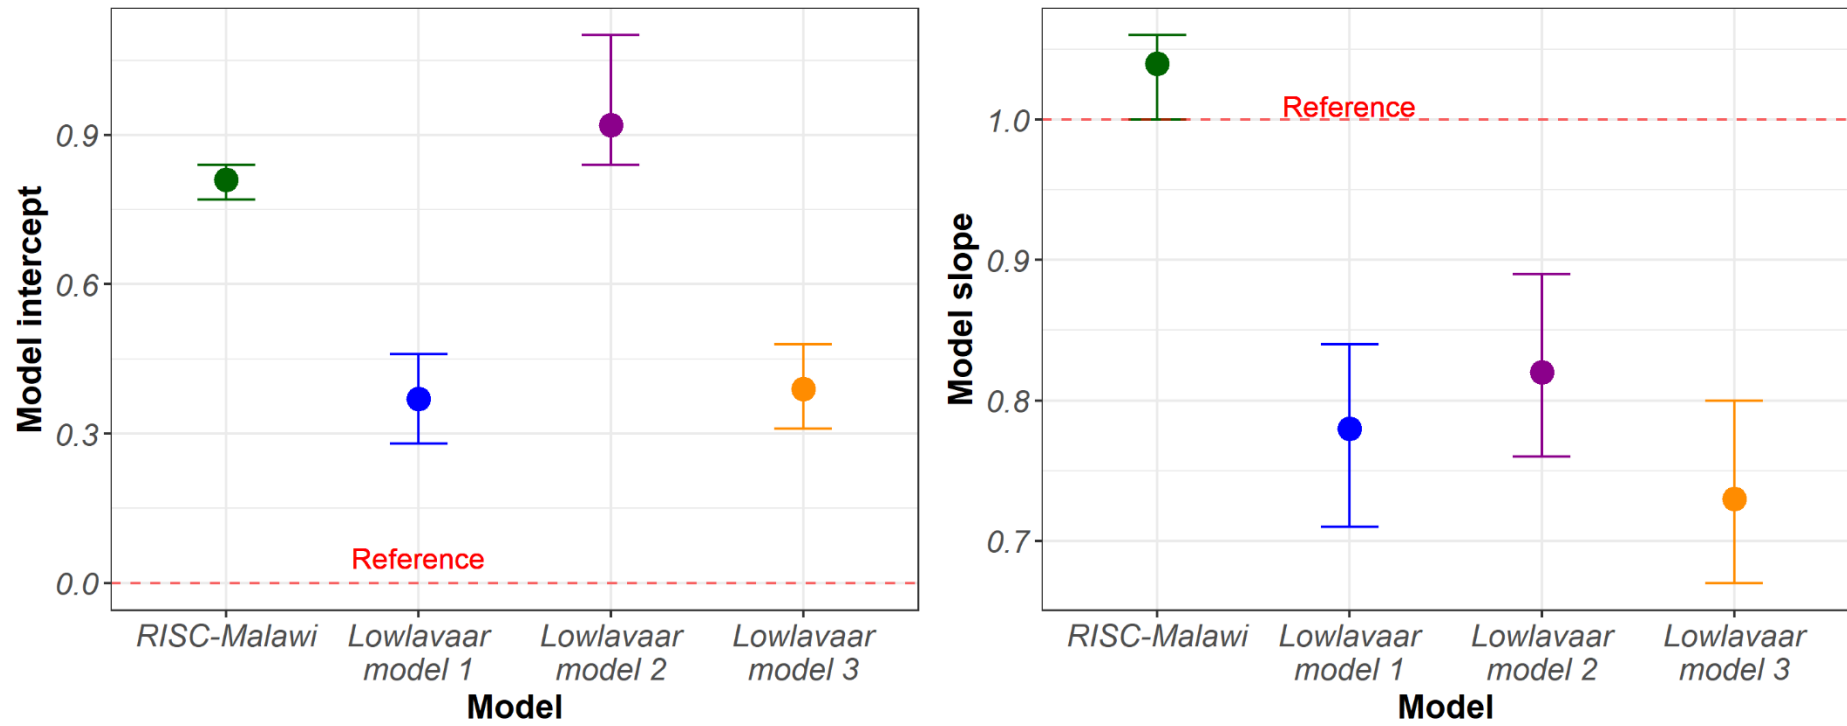 Model intercept
0.9
0.6
0.3
0.0
Reference
RISC-Malawi
Lowlavaar
model 1
Lowlavaar
model 2
Lowlavaar
model 3
Model
Model slope
1.0
0.9
0.8
0.7
Reference
RISC-Malawi
Lowlavaar
model 1
Lowlavaar
model 2
Lowlavaar
model 3
Model